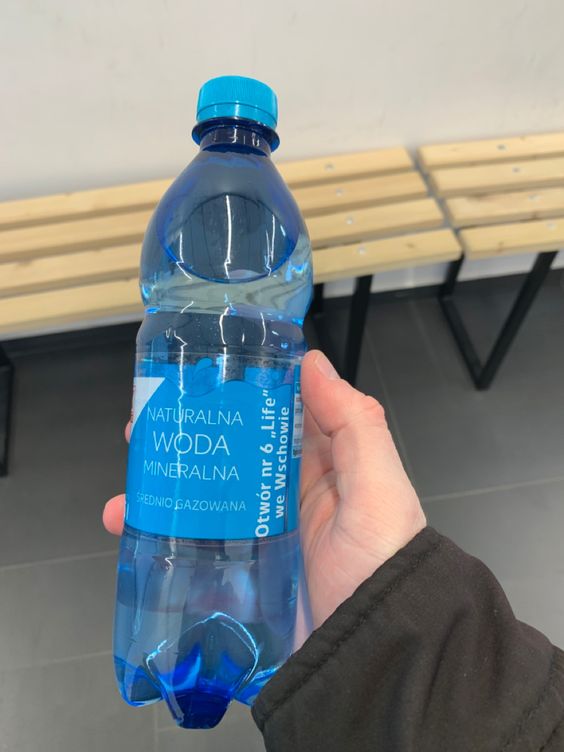 NATURALNA
WODA
MINERALNA
ŚREDNIO GAZOWANA
Otwór nr 6 „Life”
we Wschowie